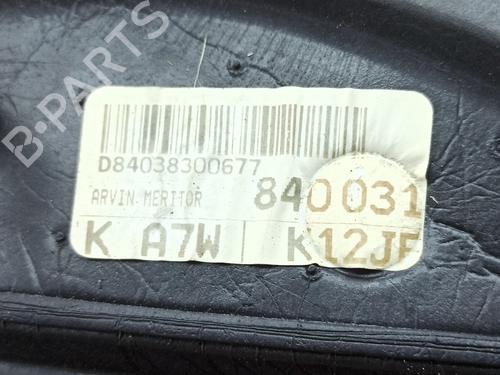 B-PARTS
D84038300677
ARVIN MERITOR 840031
K A7W K12JF